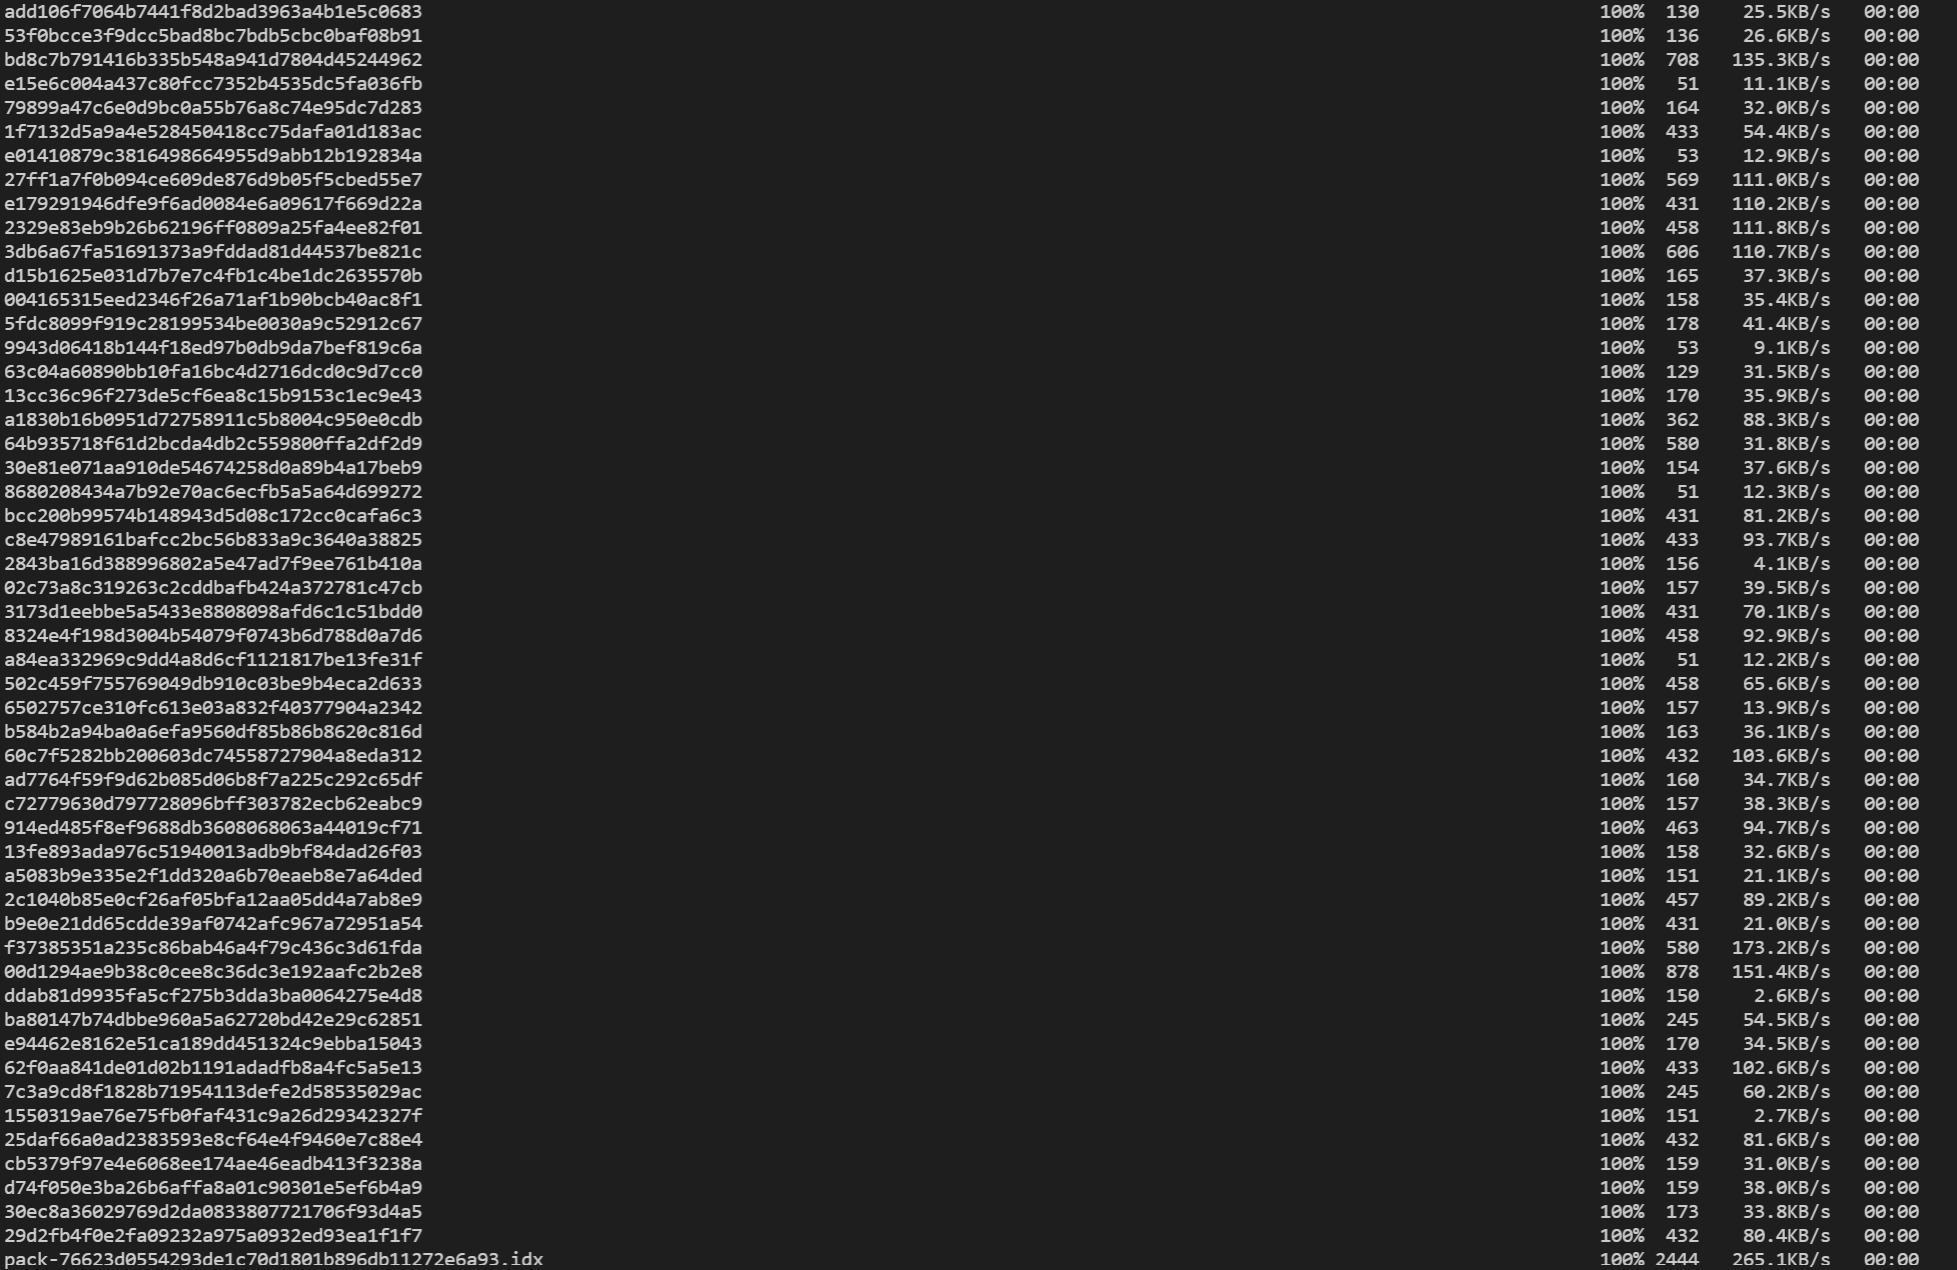 add106f7064b7441f8d2bad3963a4b1e5c0683 100% 130 25.5KB/s 00:00
53f0bcce3f9dcc5bad8bc7bdb5cbc0baf08b91 100% 136 26.6KB/s 00:00
bd8c7b791416b335b548a941d7804d45244962 100% 708 135.3KB/s 00:00
e15e6c004a437c80fcc7352b4535dc5fa036fb 100% 51 11.1KB/s 00:00
79899a47c6e0d9bc0a55b76a8c74e95dc7d283 100% 164 32.0KB/s 00:00
1f7132d5a9a4e528450418cc75dafa01d183ac 100% 433 54.4KB/s 00:00
e01410879c3816498664955d9abb12b192834a 100% 53 12.9KB/s 00:00
27ff1a7f0b094ce609de876d9b05f5cbed55e7 100% 569 111.0KB/s 00:00
e179291946dfe9f6ad0084e6a09617f669d22a 100% 431 110.2KB/s 00:00
2329e83eb9b26b62196ff0809a25fa4ee82f01 100% 458 111.8KB/s 00:00
3db6a67fa51691373a9fddad81d44537be821c 100% 606 110.7KB/s 00:00
d15b1625e031d7b7e7c4fb1c4be1dc2635570b 100% 165 37.3KB/s 00:00
004165315eed2346f26a71af1b90bcb40ac8f1 100% 158 35.4KB/s 00:00
5fdc8099f919c28199534be0030a9c52912c67 100% 178 41.4KB/s 00:00
9943d06418b144f18ed97b0db9da7bef819c6a 100% 53 9.1KB/s 00:00
63c04a60890bb10fa16bc4d2716dcd0c9d7cc0 100% 129 31.5KB/s 00:00
13cc36c96f273de5cf6ea8c15b9153c1ec9e43 100% 170 35.9KB/s 00:00
a1830b16b0951d72758911c5b8004c950e0cdb 100% 362 88.3KB/s 00:00
64b935718f61d2bcda4db2c559800ffa2df2d9 100% 580 31.8KB/s 00:00
30e81e071aa910de54674258d0a89b4a17beb9 100% 154 37.6KB/s 00:00
8680208434a7b92e70ac6ecfb5a5a64d699272 100% 51 12.3KB/s 00:00
bcc200b99574b148943d5d08c172cc0cafa6c3 100% 431 81.2KB/s 00:00
c8e47989161bafcc2bc56b833a9c3640a38825 100% 433 93.7KB/s 00:00
2843ba16d388996802a5e47ad7f9ee761b410a 100% 156 4.1KB/s 00:00
02c73a8c319263c2cddbafb424a372781c47cb 100% 157 39.5KB/s 00:00
3173d1eebbe5a5433e8808098afd6c1c51bdd0 100% 431 70.1KB/s 00:00
8324e4f198d3004b54079f0743b6d788d0a7d6 100% 458 92.9KB/s 00:00
a84ea332969c9dd4a8d6cf1121817be13fe31f 100% 51 12.2KB/s 00:00
502c459f755769049db910c03be9b4eca2d633 100% 458 65.6KB/s 00:00
6502757ce310fc613e03a832f40377904a2342 100% 157 13.9KB/s 00:00
b584b2a94ba0a6efa9560df85b86b8620c816d 100% 163 36.1KB/s 00:00
60c7f5282bb200603dc74558727904a8eda312 100% 432 103.6KB/s 00:00
ad7764f59f9d62b085d06b8f7a225c292c65df 100% 160 34.7KB/s 00:00
c72779630d797728096bff303782ecb62eabc9 100% 157 38.3KB/s 00:00
914ed485f8ef9688db3608068063a44019cf71 100% 463 94.7KB/s 00:00
13fe893ada976c51940013adb9bf84dad26f03 100% 158 32.6KB/s 00:00
a5083b9e335e2f1dd320a6b70eaeb8e7a64ded 100% 151 21.1KB/s 00:00
2c1040b85e0cf26af05bfa12aa05dd4a7ab8e9 100% 457 89.2KB/s 00:00
b9e0e21dd65cdde39af0742afc967a72951a54 100% 431 21.0KB/s 00:00
f37385351a235c86bab46a4f79c436c3d61fda 100% 580 173.2KB/s 00:00
00d1294ae9b38c0cee8c36dc3e192aafc2b2e8 100% 878 151.4KB/s 00:00
ddab81d9935fa5cf275b3dda3ba0064275e4d8 100% 150 2.6KB/s 00:00
ba80147b74dbbe960a5a62720bd42e29c62851 100% 245 54.5KB/s 00:00
e94462e8162e51ca189dd451324c9ebba15043 100% 170 34.5KB/s 00:00
62f0aa841de01d02b1191adadfb8a4fc5a5e13 100% 433 102.6KB/s 00:00
7c3a9cd8f1828b71954113defe2d58535029ac 100% 245 60.2KB/s 00:00
1550319ae76e75fb0faf431c9a26d29342327f 100% 151 2.7KB/s 00:00
25daf66a0ad2383593e8cf64e4f9460e7c88e4 100% 432 81.6KB/s 00:00
cb5379f97e4e6068ee174ae46eadb413f3238a 100% 159 31.0KB/s 00:00
d74f050e3ba26b6affa8a01c90301e5ef6b4a9 100% 159 38.0KB/s 00:00
30ec8a36029769d2da0833807721706f93d4a5 100% 173 33.8KB/s 00:00
29d2fb4f0e2fa09232a975a0932ed93ea1f1f7 100% 432 80.4KB/s 00:00
pack-76623d0554293de1c70d1801b896db11272e6a93.idx 100% 2444 265.1KB/s 00:00